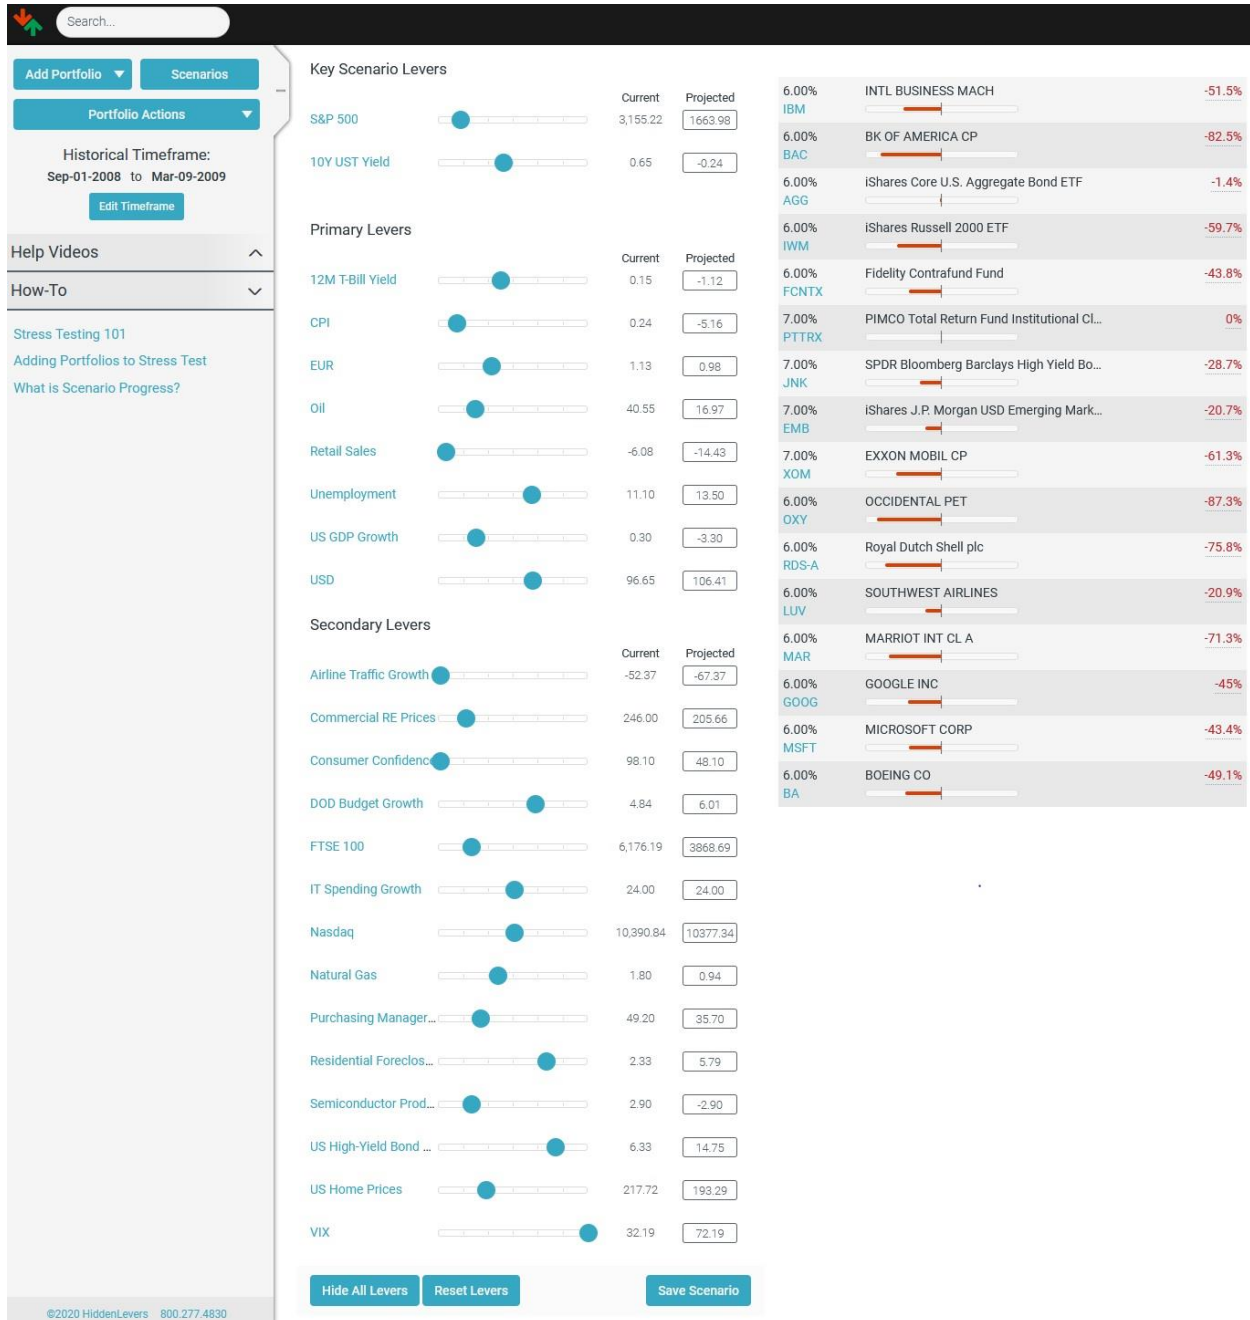 Search...
Add Portfolio
Scenarios
Portfolio Actions
Historical Timeframe:
Sep-01-2008 to Mar-09-2009
Edit Timeframe
Help Videos
How-To
Stress Testing 101
Adding Portfolios to Stress Test
What is Scenario Progress?
©2020 HiddenLevers 800.277.4830
Key Scenario Levers
Current Projected
S&P 500 3,155.22 1663.98
10Y UST Yield 0.65 -0.24
Primary Levers
Current Projected
12M T-Bill Yield 0.15 -1.12
CPI 0.24 -5.16
EUR 1.13 0.98
Oil 40.55 16.97
Retail Sales -6.08 -14.43
Unemployment 11.10 13.50
US GDP Growth 0.30 -3.30
USD 96.65 106.41
Secondary Levers
Current Projected
Airline Traffic Growth -52.37 -67.37
Commercial RE Prices 246.00 205.66
Consumer Confidenc 98.10 48.10
DOD Budget Growth 4.84 6.01
FTSE 100 6,176.19 3868.69
IT Spending Growth 24.00 24.00
Nasdaq 10,390.84 10377.34
Natural Gas 1.80 0.94
Purchasing Manager... 49.20 35.70
Residential Foreclos... 2.33 5.79
Semiconductor Prod... 2.90 -2.90
US High-Yield Bond ... 6.33 14.75
US Home Prices 217.72 193.29
VIX 32.19 72.19
Hide All Levers
Reset Levers
Save Scenario
6.00% INTL BUSINESS MACH -51.5%
IBM
6.00% BK OF AMERICA CP -82.5%
BAC
6.00% iShares Core U.S. Aggregate Bond ETF -1.4%
AGG
6.00% iShares Russell 2000 ETF -59.7%
IWM
6.00% Fidelity Contrafund Fund -43.8%
FCNTX
7.00% PIMCO Total Return Fund Institutional Cl... 0%
PTTRX
7.00% SPDR Bloomberg Barclays High Yield Bo... -28.7%
JNK
7.00% iShares J.P. Morgan USD Emerging Mark... -20.7%
EMB
7.00% EXXON MOBIL CP -61.3%
XOM
6.00% OCCIDENTAL PET -87.3%
OXY
6.00% Royal Dutch Shell plc -75.8%
RDS-A
6.00% SOUTHWEST AIRLINES -20.9%
LUV
6.00% MARRIOT INT CL A -71.3%
MAR
6.00% GOOGLE INC -45%
GOOG
6.00% MICROSOFT CORP -43.4%
MSFT
6.00% BOEING CO -49.1%
BA